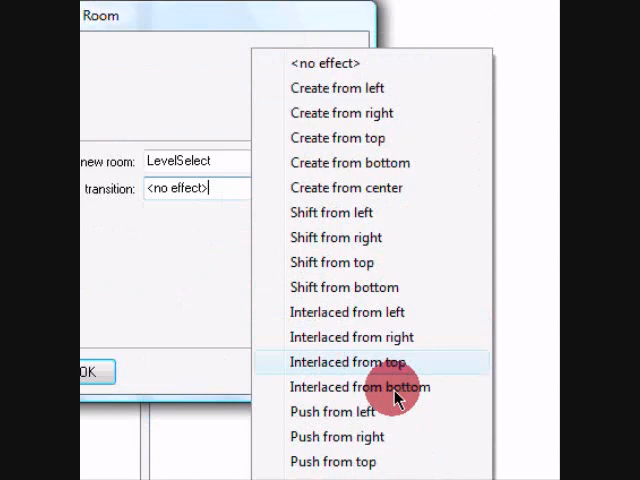 Room
<no effect>
Create from left
Create from right
Create from top
Create from bottom
new room: LevelSelect
transition: <no effect>
Create from center
Shift from left
Shift from right
Shift from top
Shift from bottom
Interlaced from left
Interlaced from right
Interlaced from top
OK
Interlaced from bottom
Push from left
Push from right
Push from top